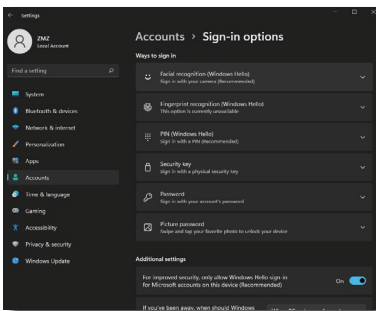 Settings
ZMZ
Local Account
Find a setting
System
Bluetooth & devices
Network & internet
Personalization
Apps
Accounts
Time & language
Gaming
Accessibility
Privacy & security
Windows Update
Accounts > Sign-in options
Ways to sign in
Facial recognition (Windows Hello)
Sign in with your camera (Recommended)
Fingerprint recognition (Windows Hello)
This option is currently unavailable
PIN (Windows Hello)
Sign in with a PIN (Recommended)
Security key
Sign in with a physical security key
Password
Sign in with your account's password
Picture password
Swipe and tap your favorite photo to unlock your device
Additional settings
For improved security, only allow Windows Hello sign-in
for Microsoft accounts on this device (Recommended)
On
If you've been away, when should Windows